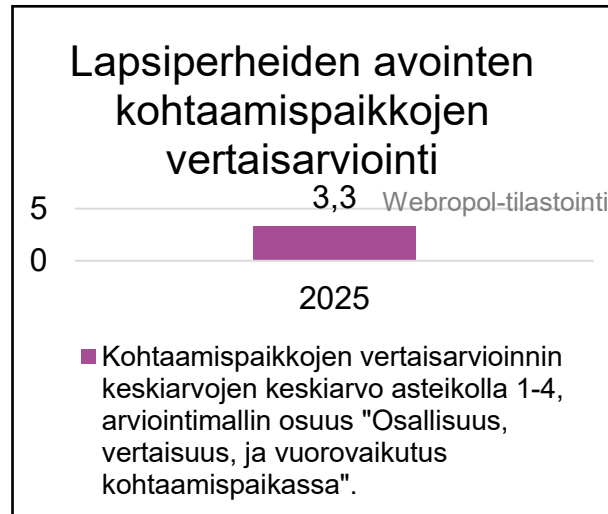 Lapsiperheiden avointen
kohtaamispaikkojen
vertaisarviointi
3,3
Webropol-tilastointi
5
0
2025
Kohtaamispaikkojen vertaisarvioinnin
keskiarvojen keskiarvo asteikolla 1-4,
arviointimallin osuus "Osallisuus,
vertaisuus, ja vuorovaikutus
kohtaamispaikassa".